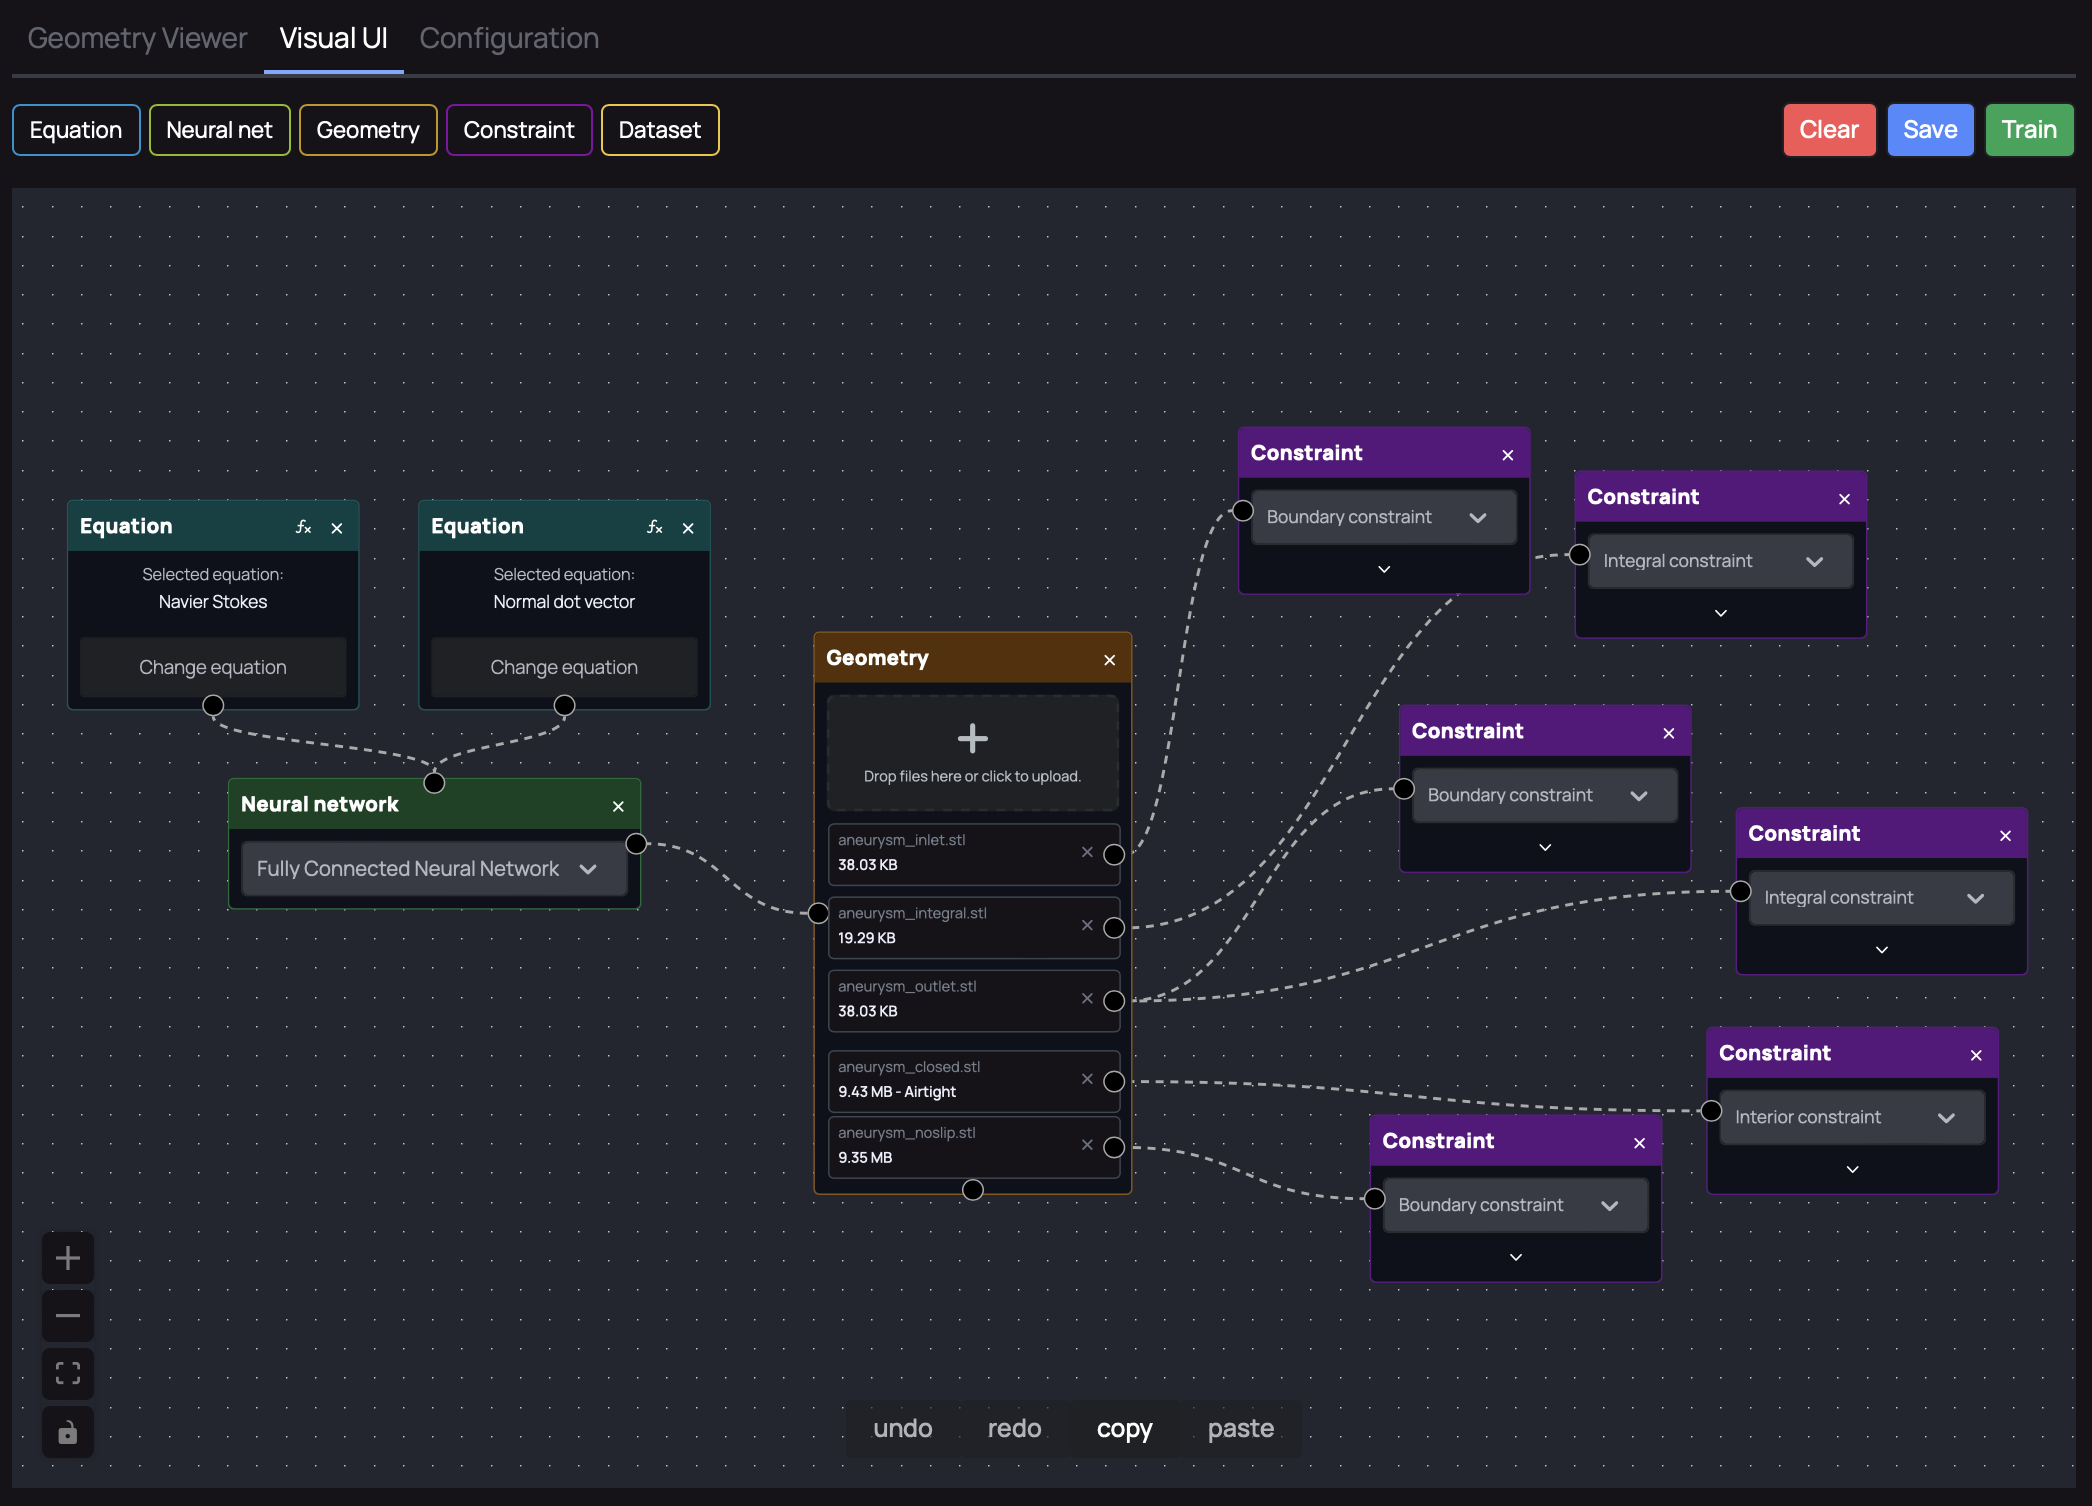 Geometry Viewer Visual UI Configuration
Equation Neural net Geometry Constraint Dataset Clear Save Train
Equation fx ×
Selected equation:
Navier Stokes
Change equation
Equation fx ×
Selected equation:
Normal dot vector
Change equation
Neural network ×
Fully Connected Neural Network
Geometry ×
Drop files here or click to upload.
aneurysm_inlet.stl
38.03 KB
aneurysm_integral.stl
19.29 KB
aneurysm_outlet.stl
38.03 KB
aneurysm_closed.stl
9.43 MB - Airtight
aneurysm_noslip.stl
9.35 MB
Constraint ×
Boundary constraint
Constraint ×
Integral constraint
Constraint ×
Boundary constraint
Constraint ×
Integral constraint
Constraint ×
Interior constraint
Constraint ×
Boundary constraint
undo redo copy paste